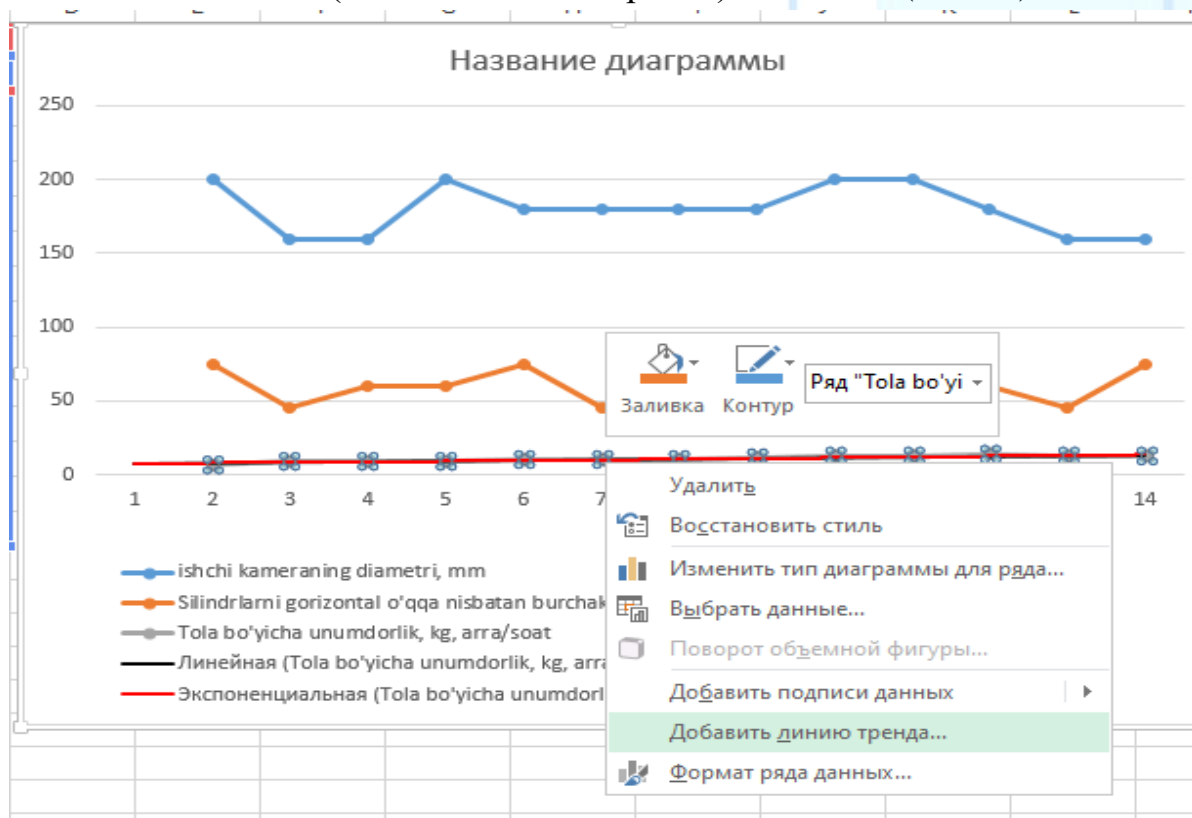 Название диаграммы
250
200
150
100
50
0
1 2 3 4 5 6 7 14
Заливка Контур Ряд "Tola bo'yi
Удалить
Восстановить стиль
Изменить тип диаграммы для ряда...
Выбрать данные...
Поворот объемной фигуры...
Добавить подписи данных
Добавить линию тренда...
Формат ряда данных...
ishchi kameraning diametri, mm
Silindrlarni gorizontal o'qqa nisbatan burchak
Tola bo'yicha unumdorlik, kg, arra/soat
Линейная (Tola bo'yicha unumdorlik, kg, arra
Экспоненциальная (Tola bo'yicha unumdorl